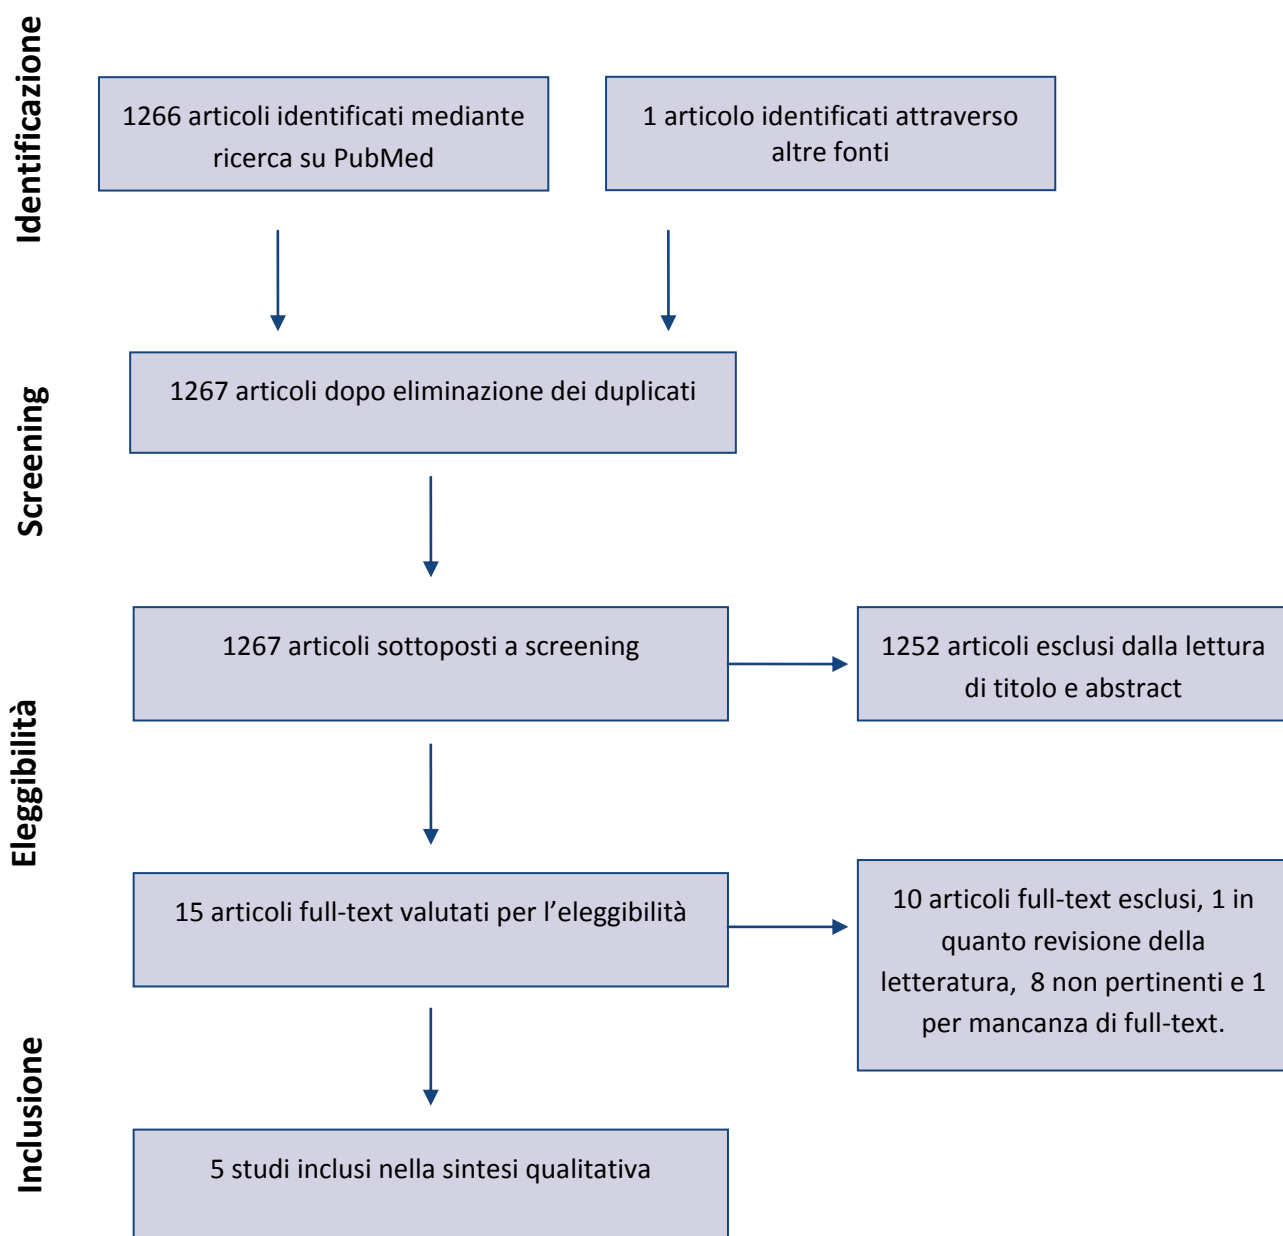 Identificazione
1266 articoli identificati mediante
ricerca su PubMed
1 articolo identificati attraverso
altre fonti
Screening
1267 articoli dopo eliminazione dei duplicati
Eleggibilità
1267 articoli sottoposti a screening
1252 articoli esclusi dalla lettura
di titolo e abstract
15 articoli full-text valutati per l’eleggibilità
10 articoli full-text esclusi, 1 in
quanto revisione della
letteratura,  8 non pertinenti e 1
per mancanza di full-text.
Inclusione
5 studi inclusi nella sintesi qualitativa